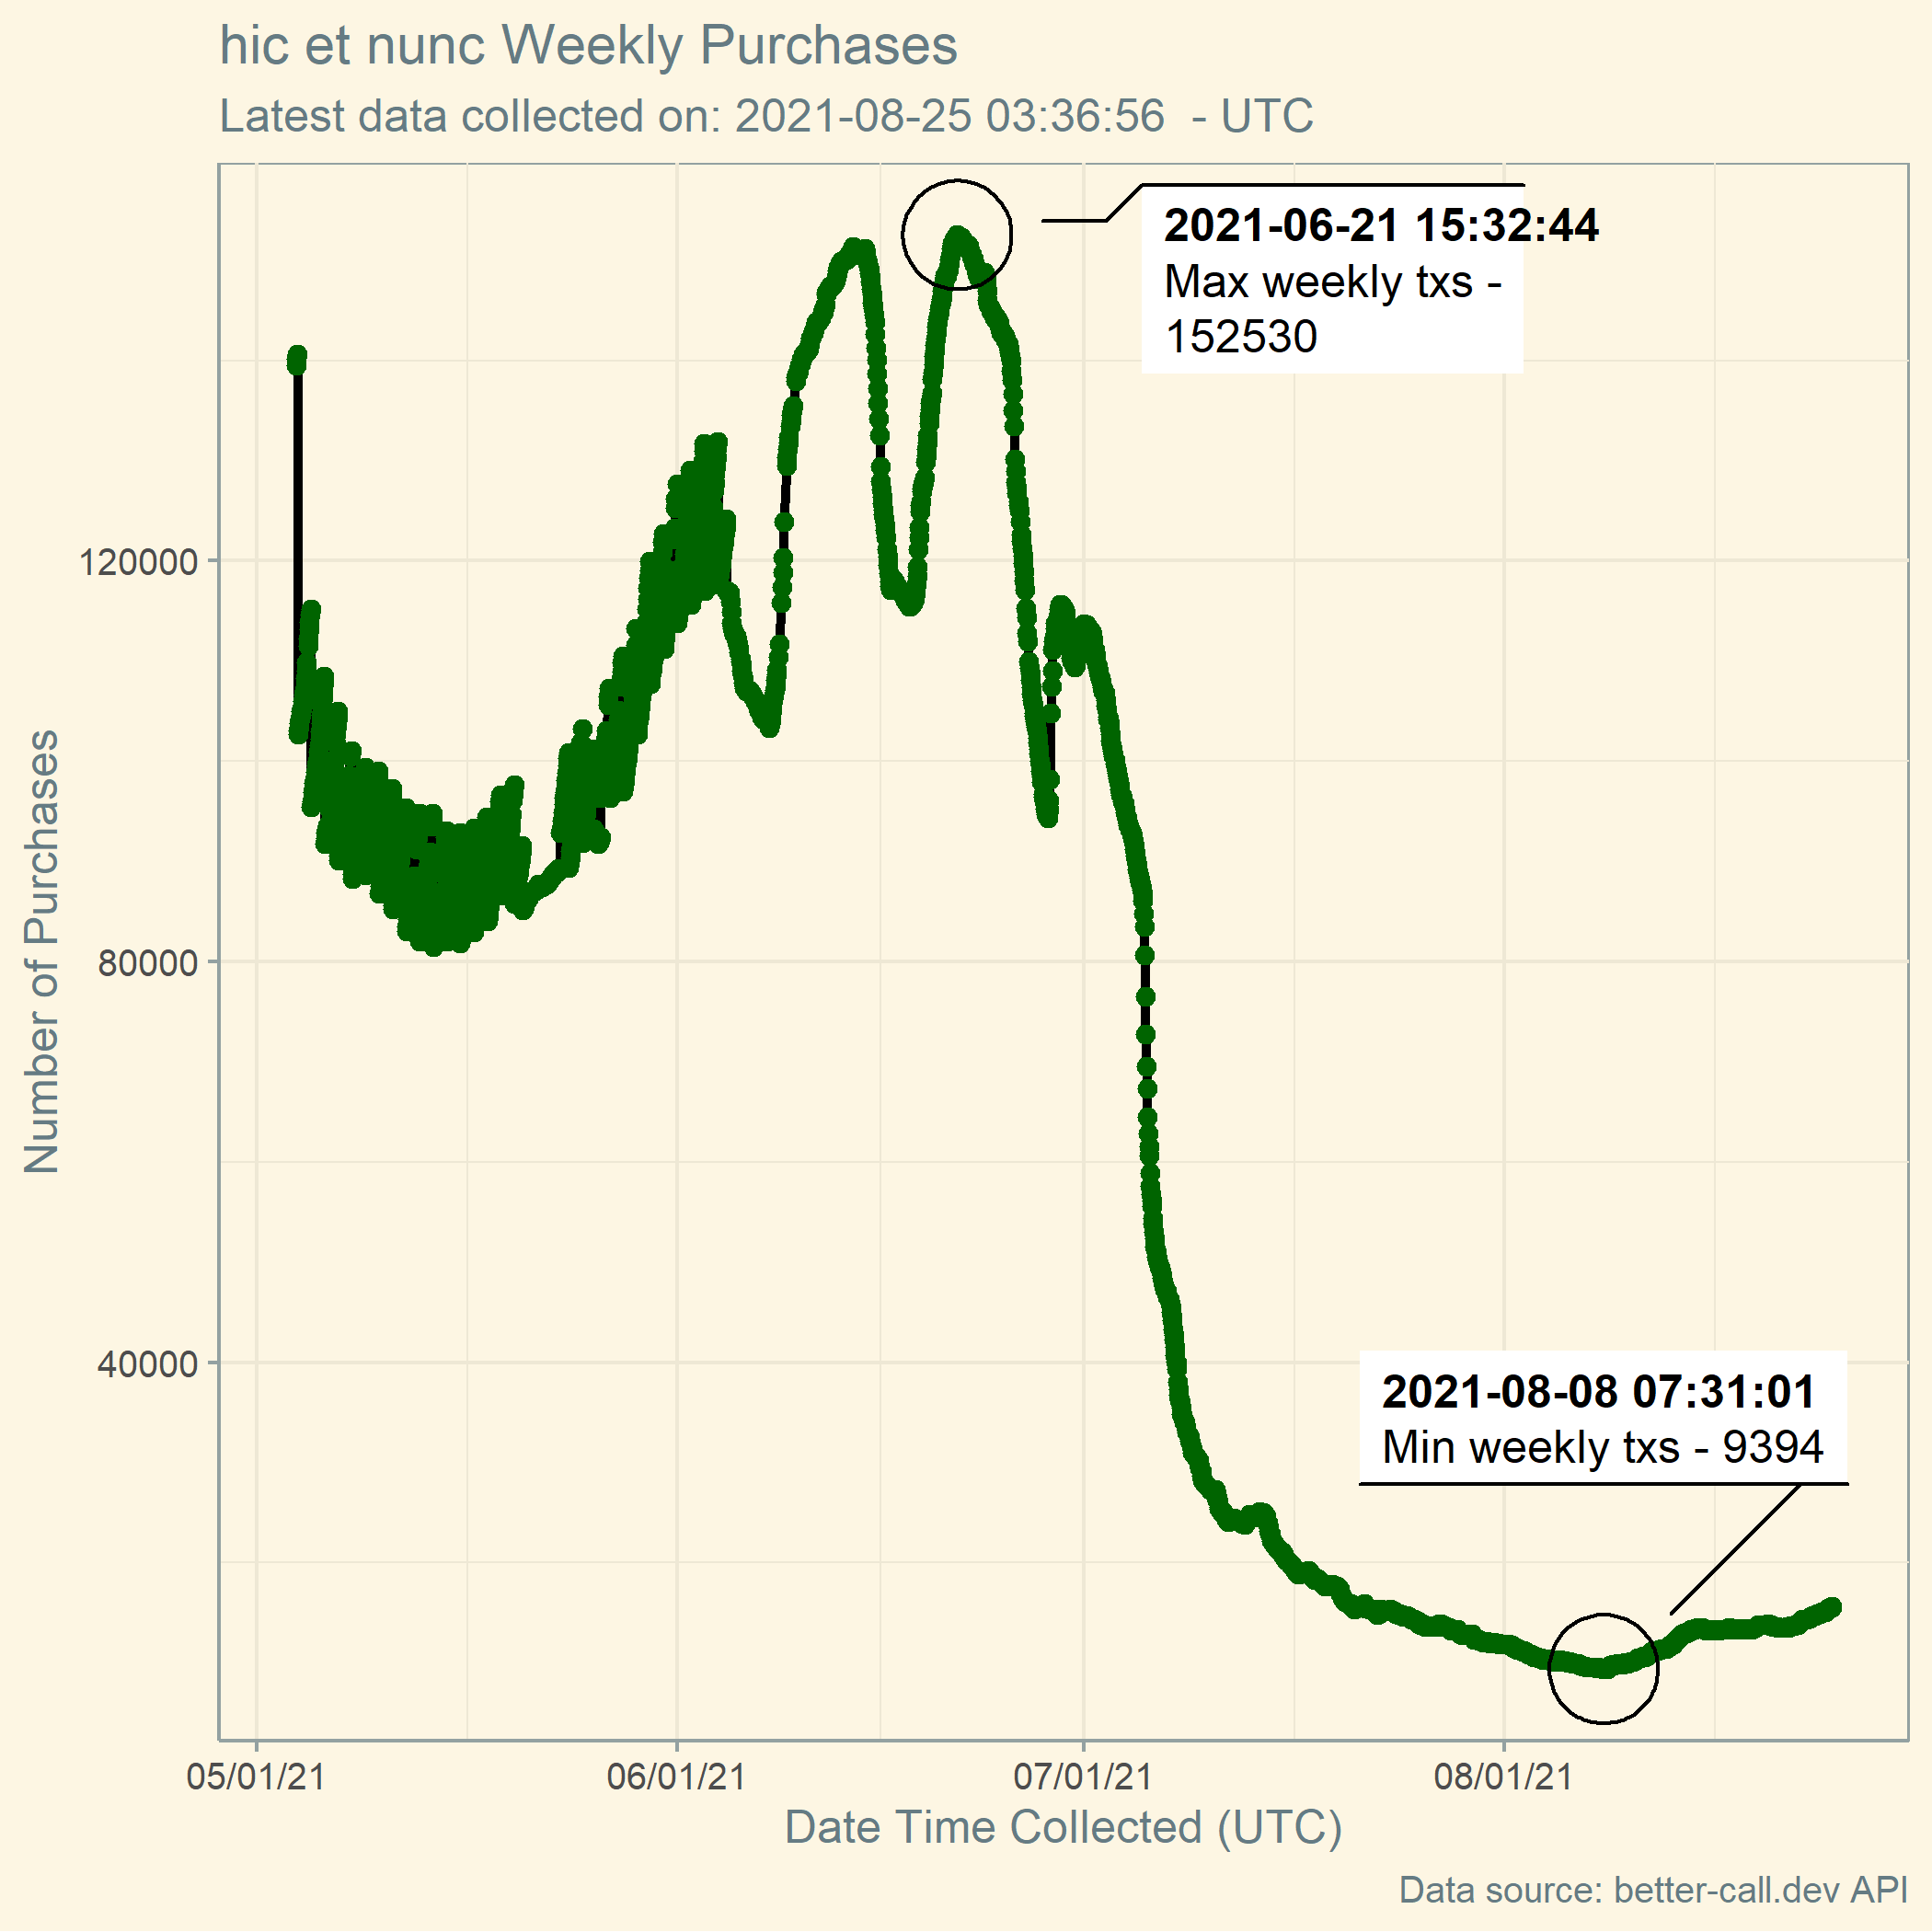 hic et nunc Weekly Purchases
Latest data collected on: 2021-08-25 03:36:56  - UTC
2021-06-21 15:32:44
Max weekly txs -
152530
120000
80000
40000
Number of Purchases
2021-08-08 07:31:01
Min weekly txs - 9394
05/01/21 06/01/21 07/01/21 08/01/21
Date Time Collected (UTC)
Data source: better-call.dev API